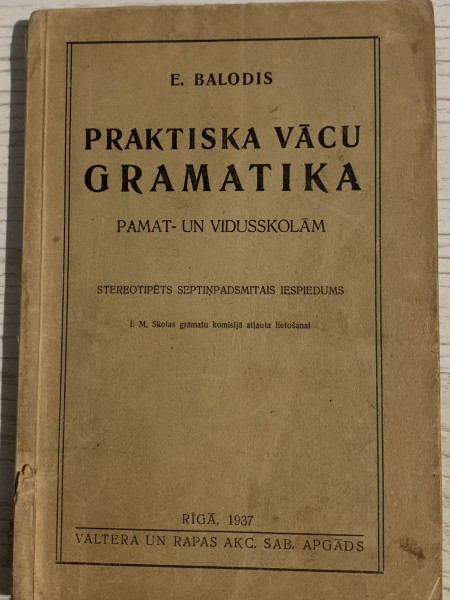 E. BALODIS
PRAKTISKA VĀCU
GRAMATIKA
PAMAT- UN VIDUSSKOLĀM
STEREOTIPĒTS SEPTIŅPADSMITAIS IESPIEDUMS
I. M. Skolas grāmatu komisijā atļauta lietošanai
RĪGĀ, 1937
VALTERA UN RAPAS AKC. SAB. APGĀDS